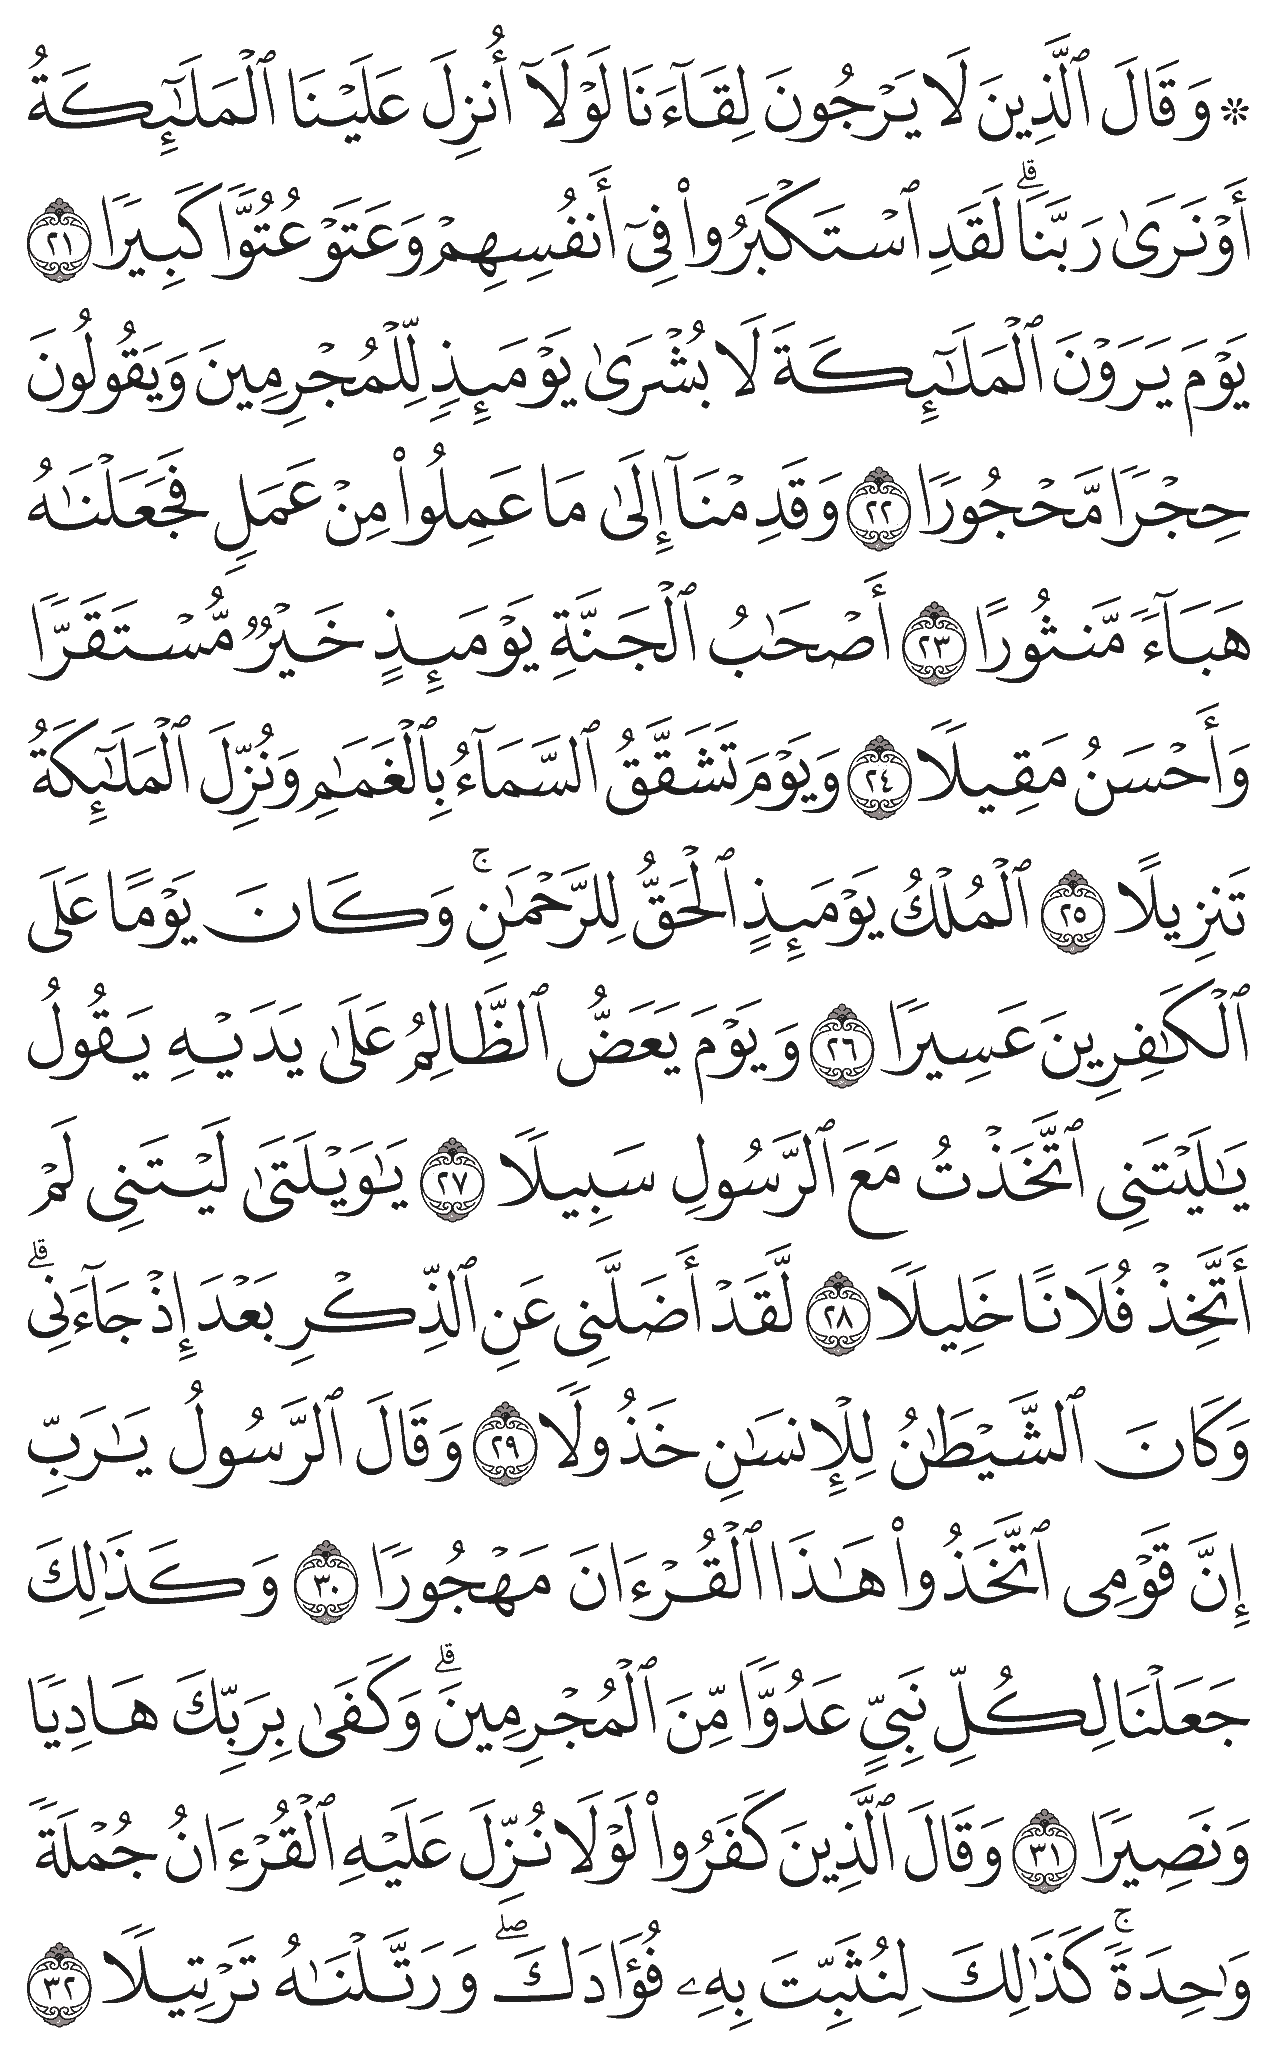 ۞ وَقَالَ ٱلَّذِينَ لَا يَرْجُونَ لِقَآءَنَا لَوْلَآ أُنزِلَ عَلَيْنَا ٱلْمَلَـٰٓئِكَةُ
أَوْ نَرَىٰ رَبَّنَا ۗ لَقَدِ ٱسْتَكْبَرُوا۟ فِىٓ أَنفُسِهِمْ وَعَتَوْ عُتُوًّا كَبِيرًا ٢١
يَوْمَ يَرَوْنَ ٱلْمَلَـٰٓئِكَةَ لَا بُشْرَىٰ يَوْمَئِذٍ لِّلْمُجْرِمِينَ وَيَقُولُونَ
حِجْرًا مَّحْجُورًا ٢٢ وَقَدِمْنَآ إِلَىٰ مَا عَمِلُوا۟ مِنْ عَمَلٍ فَجَعَلْنَـٰهُ
هَبَآءً مَّنثُورًا ٢٣ أَصْحَـٰبُ ٱلْجَنَّةِ يَوْمَئِذٍ خَيْرٌ مُّسْتَقَرًّا
وَأَحْسَنُ مَقِيلًا ٢٤ وَيَوْمَ تَشَقَّقُ ٱلسَّمَآءُ بِٱلْغَمَـٰمِ وَنُزِّلَ ٱلْمَلَـٰٓئِكَةُ
تَنزِيلًا ٢٥ ٱلْمُلْكُ يَوْمَئِذٍ ٱلْحَقُّ لِلرَّحْمَـٰنِ ۚ وَكَانَ يَوْمًا عَلَى
ٱلْكَـٰفِرِينَ عَسِيرًا ٢٦ وَيَوْمَ يَعَضُّ ٱلظَّالِمُ عَلَىٰ يَدَيْهِ يَقُولُ
يَـٰلَيْتَنِى ٱتَّخَذْتُ مَعَ ٱلرَّسُولِ سَبِيلًا ٢٧ يَـٰوَيْلَتَىٰ لَيْتَنِى لَمْ
أَتَّخِذْ فُلَانًا خَلِيلًا ٢٨ لَّقَدْ أَضَلَّنِى عَنِ ٱلذِّكْرِ بَعْدَ إِذْ جَآءَنِى ۗ
وَكَانَ ٱلشَّيْطَـٰنُ لِلْإِنسَـٰنِ خَذُولًا ٢٩ وَقَالَ ٱلرَّسُولُ يَـٰرَبِّ
إِنَّ قَوْمِى ٱتَّخَذُوا۟ هَـٰذَا ٱلْقُرْءَانَ مَهْجُورًا ٣٠ وَكَذَٰلِكَ
جَعَلْنَا لِكُلِّ نَبِىٍّ عَدُوًّا مِّنَ ٱلْمُجْرِمِينَ ۗ وَكَفَىٰ بِرَبِّكَ هَادِيًا
وَنَصِيرًا ٣١ وَقَالَ ٱلَّذِينَ كَفَرُوا۟ لَوْلَا نُزِّلَ عَلَيْهِ ٱلْقُرْءَانُ جُمْلَةً
وَٰحِدَةً ۚ كَذَٰلِكَ لِنُثَبِّتَ بِهِۦ فُؤَادَكَ ۖ وَرَتَّلْنَـٰهُ تَرْتِيلًا ٣٢